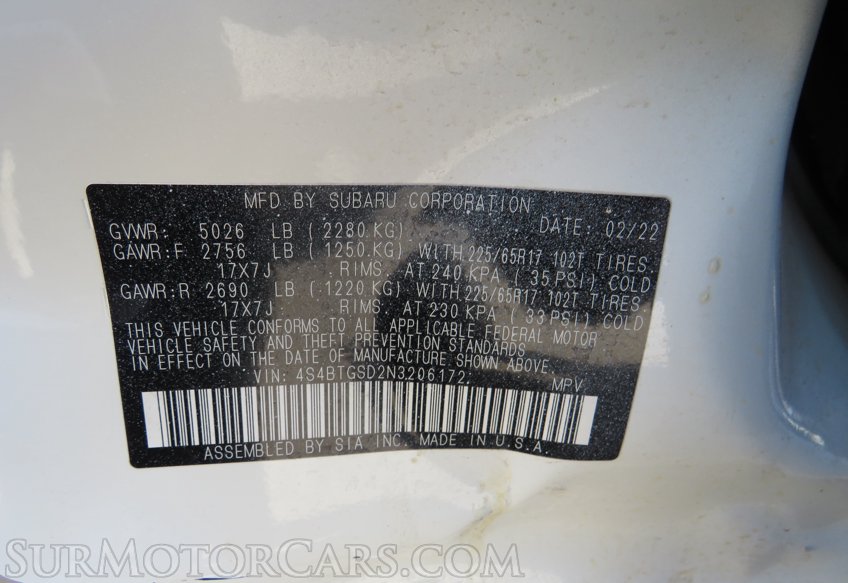 MFD BY SUBARU CORPORATION
GVWR: 5026 LB ( 2280 KG) DATE: 02/22
GAWR:F 2756 LB ( 1250 KG) WITH 225/65R17 102T TIRES
17X7J RIMS AT 240 KPA ( 35 PSI) COLD
GAWR:R 2690 LB ( 1220 KG) WITH 225/65R17 102T TIRES
17X7J RIMS AT 230 KPA ( 33 PSI) COLD
THIS VEHICLE CONFORMS TO ALL APPLICABLE FEDERAL MOTOR
VEHICLE SAFETY AND THEFT PREVENTION STANDARDS
IN EFFECT ON THE DATE OF MANUFACTURE SHOWN ABOVE.
VIN: 4S4BTGSD2N3206172 MPV
ASSEMBLED BY SIA, INC. MADE IN U.S.A.
SURMOTORCARS.COM